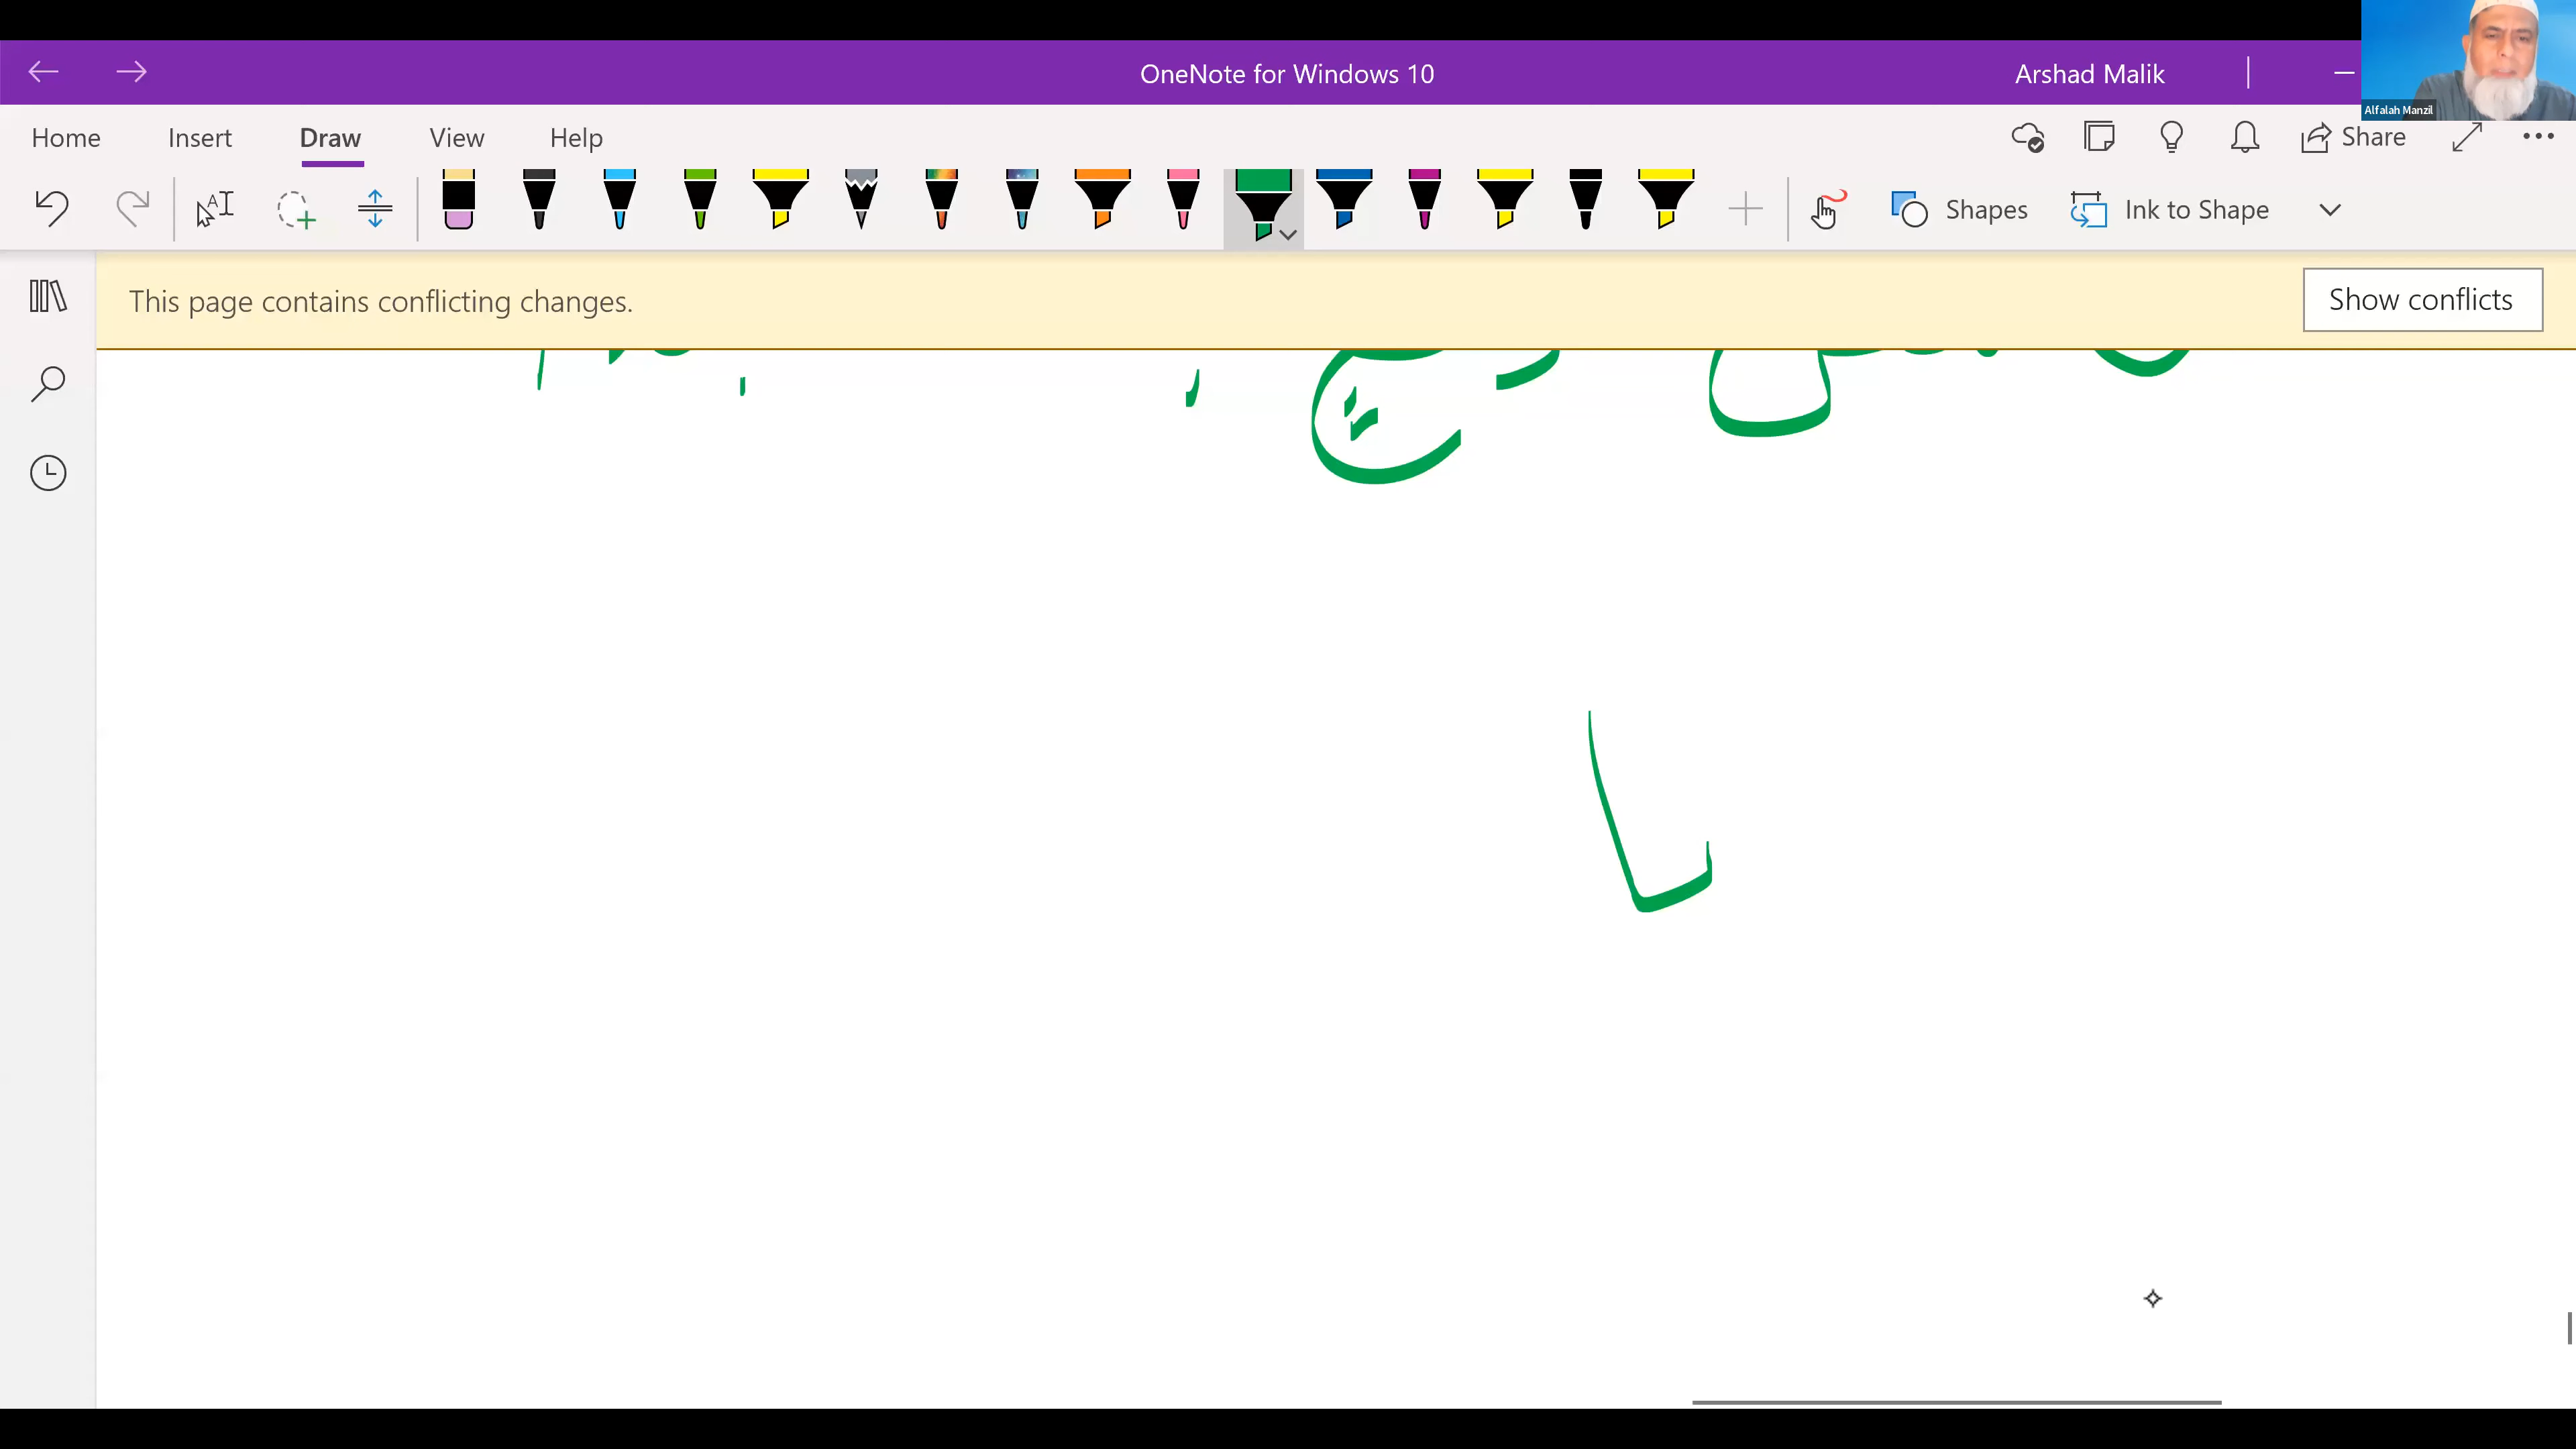 OneNote for Windows 10 Arshad Malik
Alfalah Manzil
Home Insert Draw View Help Share
Shapes Ink to Shape
This page contains conflicting changes. Show conflicts